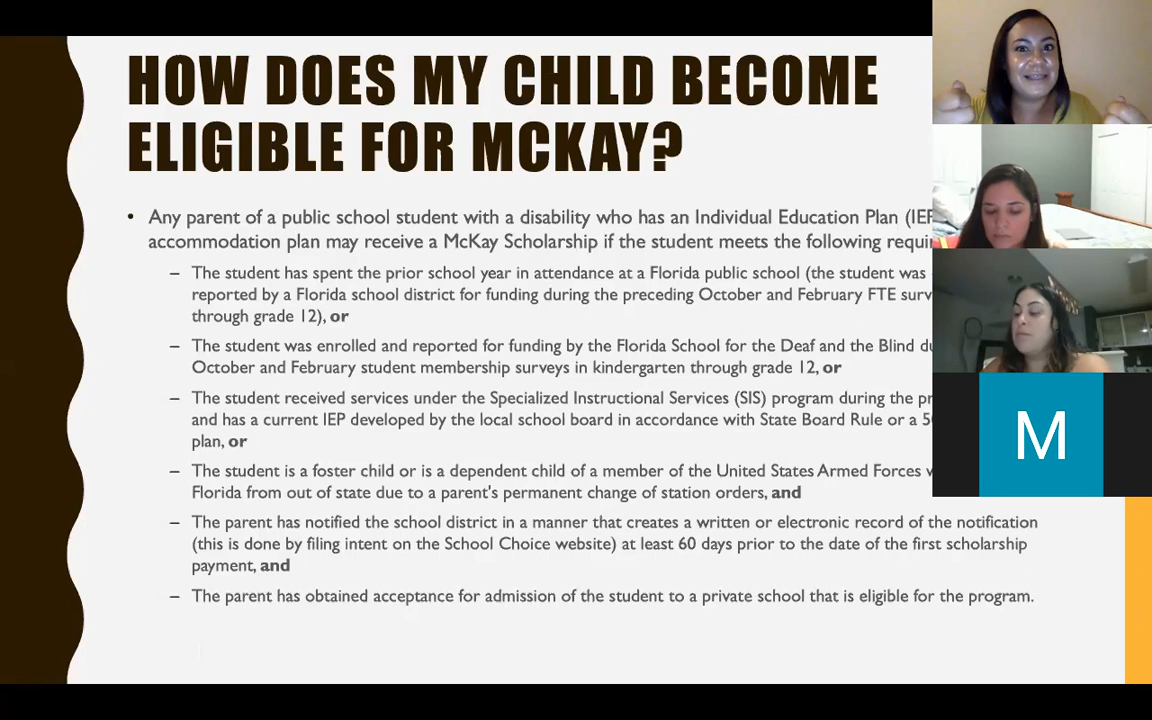 HOW DOES MY CHILD BECOME
ELIGIBLE FOR MCKAY?
• Any parent of a public school student with a disability who has an Individual Education Plan (IEP
accommodation plan may receive a McKay Scholarship if the student meets the following
– The student has spent the prior school year in attendance at a Florida public school (the student was
reported by a Florida school district for funding during the preceding October and February FTE
through grade 12), or
– The student was enrolled and reported for funding by the Florida School for the Deaf and the Blind
October and February student membership surveys in kindergarten through grade 12, or
– The student received services under the Specialized Instructional Services (SIS) program during the
and has a current IEP developed by the local school board in accordance with State Board Rule or a
plan, or
– The student is a foster child or is a dependent child of a member of the United States Armed Forces
Florida from out of state due to a parent's permanent change of station orders, and
– The parent has notified the school district in a manner that creates a written or electronic record of the notification
(this is done by filing intent on the School Choice website) at least 60 days prior to the date of the first scholarship
payment, and
– The parent has obtained acceptance for admission of the student to a private school that is eligible for the program.
M